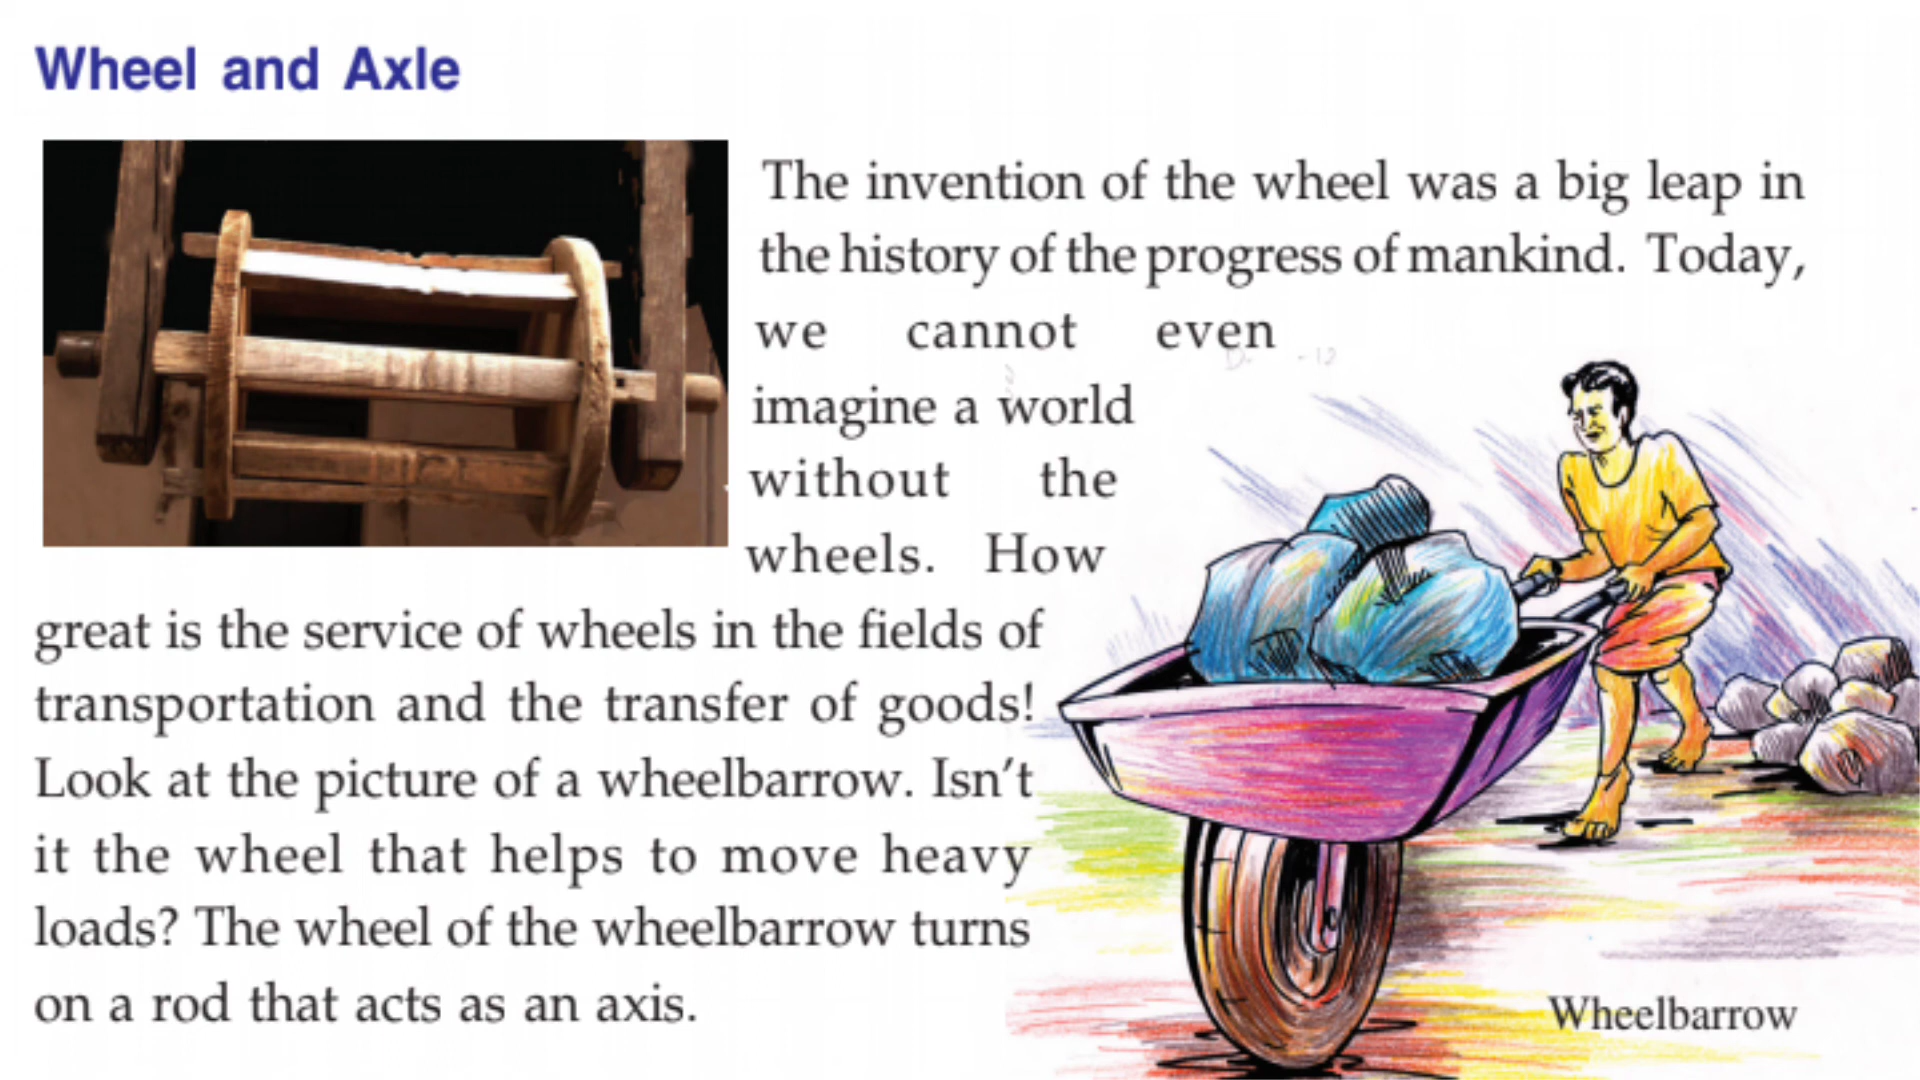 Wheel and Axle
The invention of the wheel was a big leap in
the history of the progress of mankind. Today,
we cannot even
imagine a world
without the
wheels. How
great is the service of wheels in the fields of
transportation and the transfer of goods!
Look at the picture of a wheelbarrow. Isn't
it the wheel that helps to move heavy
loads? The wheel of the wheelbarrow turns
on a rod that acts as an axis.
Wheelbarrow